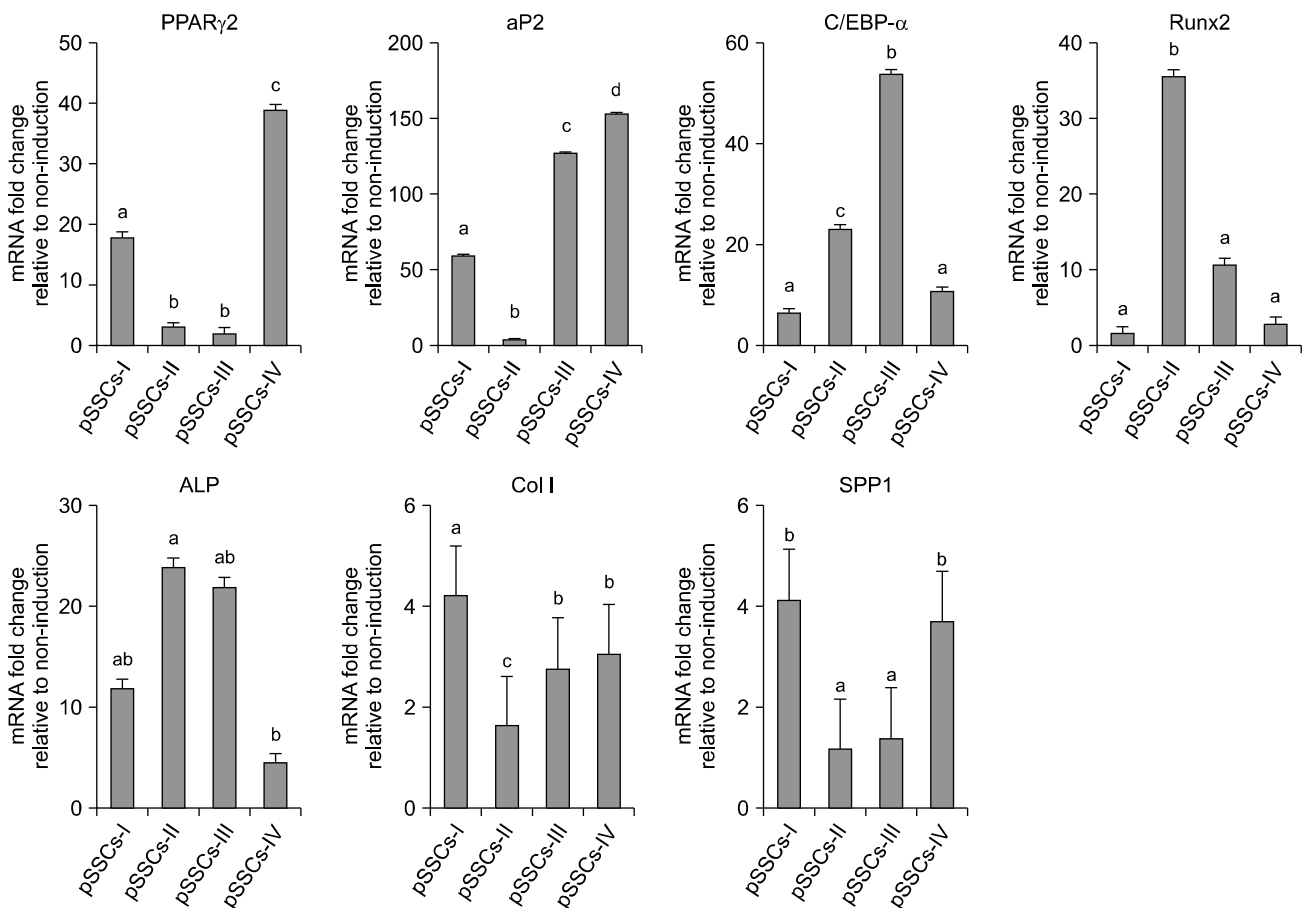 PPARγ2
mRNA fold change
relative to non-induction
50
40
30
20
10
0
a
b
b
c
pSSCs-I
pSSCs-II
pSSCs-III
pSSCs-IV
aP2
mRNA fold change
relative to non-induction
200
150
100
50
0
a
b
c
d
pSSCs-I
pSSCs-II
pSSCs-III
pSSCs-IV
C/EBP-α
mRNA fold change
relative to non-induction
60
40
20
0
a
c
b
a
pSSCs-I
pSSCs-II
pSSCs-III
pSSCs-IV
Runx2
mRNA fold change
relative to non-induction
40
30
20
10
0
a
b
a
a
pSSCs-I
pSSCs-II
pSSCs-III
pSSCs-IV
ALP
mRNA fold change
relative to non-induction
30
20
10
0
ab
a
ab
b
pSSCs-I
pSSCs-II
pSSCs-III
pSSCs-IV
Col I
mRNA fold change
relative to non-induction
6
4
2
0
a
c
b
b
pSSCs-I
pSSCs-II
pSSCs-III
pSSCs-IV
SPP1
mRNA fold change
relative to non-induction
6
4
2
0
b
a
a
b
pSSCs-I
pSSCs-II
pSSCs-III
pSSCs-IV